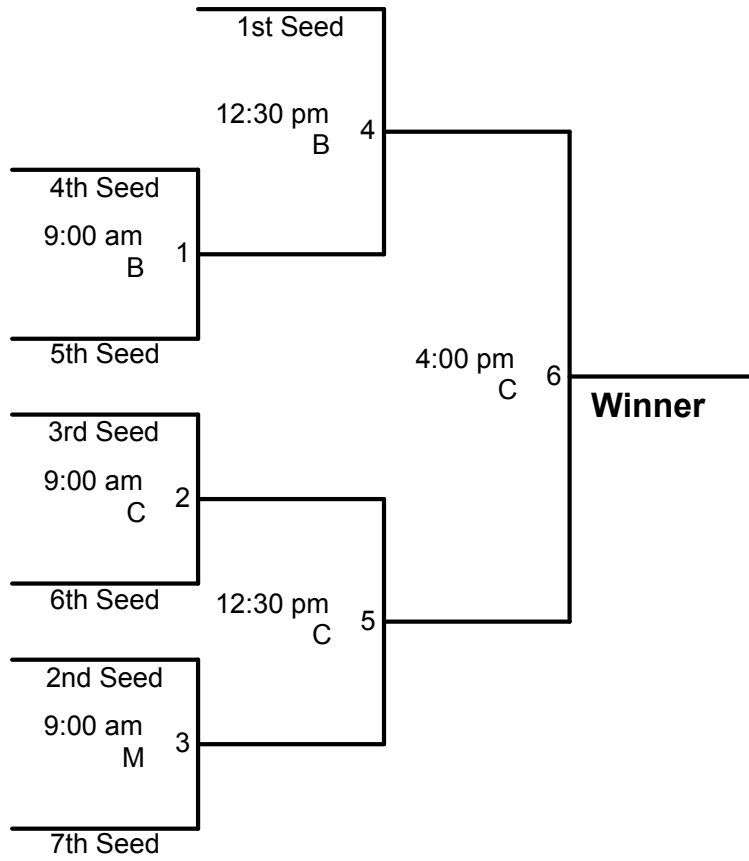 1st Seed
12:30 pm
B
4
4th Seed
9:00 am
B
1
5th Seed
4:00 pm
C
6
Winner
3rd Seed
9:00 am
C
2
6th Seed
12:30 pm
C
5
2nd Seed
9:00 am
M
3
7th Seed